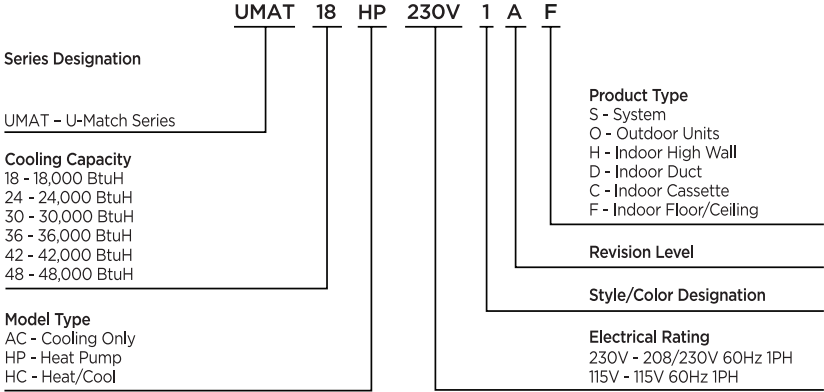 UMAT 18 HP 230V 1 A F
Series Designation
UMAT – U-Match Series
Cooling Capacity
18 - 18,000 BtuH
24 - 24,000 BtuH
30 - 30,000 BtuH
36 - 36,000 BtuH
42 - 42,000 BtuH
48 - 48,000 BtuH
Model Type
AC - Cooling Only
HP - Heat Pump
HC - Heat/Cool
Product Type
S - System
O - Outdoor Units
H - Indoor High Wall
D - Indoor Duct
C - Indoor Cassette
F - Indoor Floor/Ceiling
Revision Level
Style/Color Designation
Electrical Rating
230V - 208/230V 60Hz 1PH
115V - 115V 60Hz 1PH